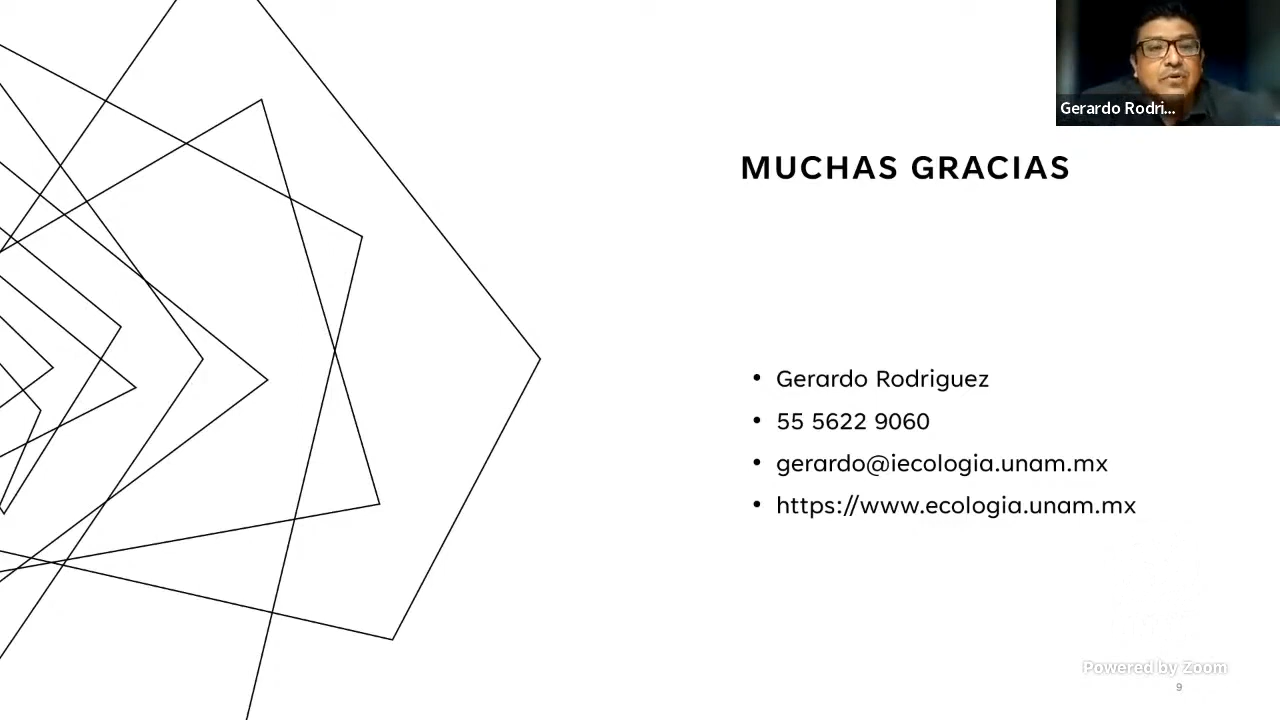 Gerardo Rodri...
MUCHAS GRACIAS
• Gerardo Rodriguez
• 55 5622 9060
• gerardo@iecologia.unam.mx
• https://www.ecologia.unam.mx
Powered by Zoom
9